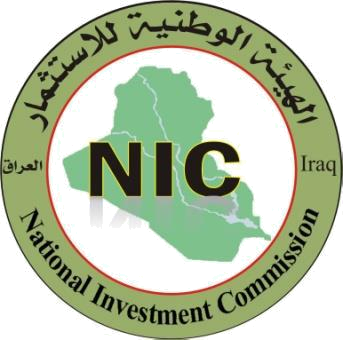 الهيئة الوطنية للاستثمار
العراق
NIC
Iraq
National Investment Commission